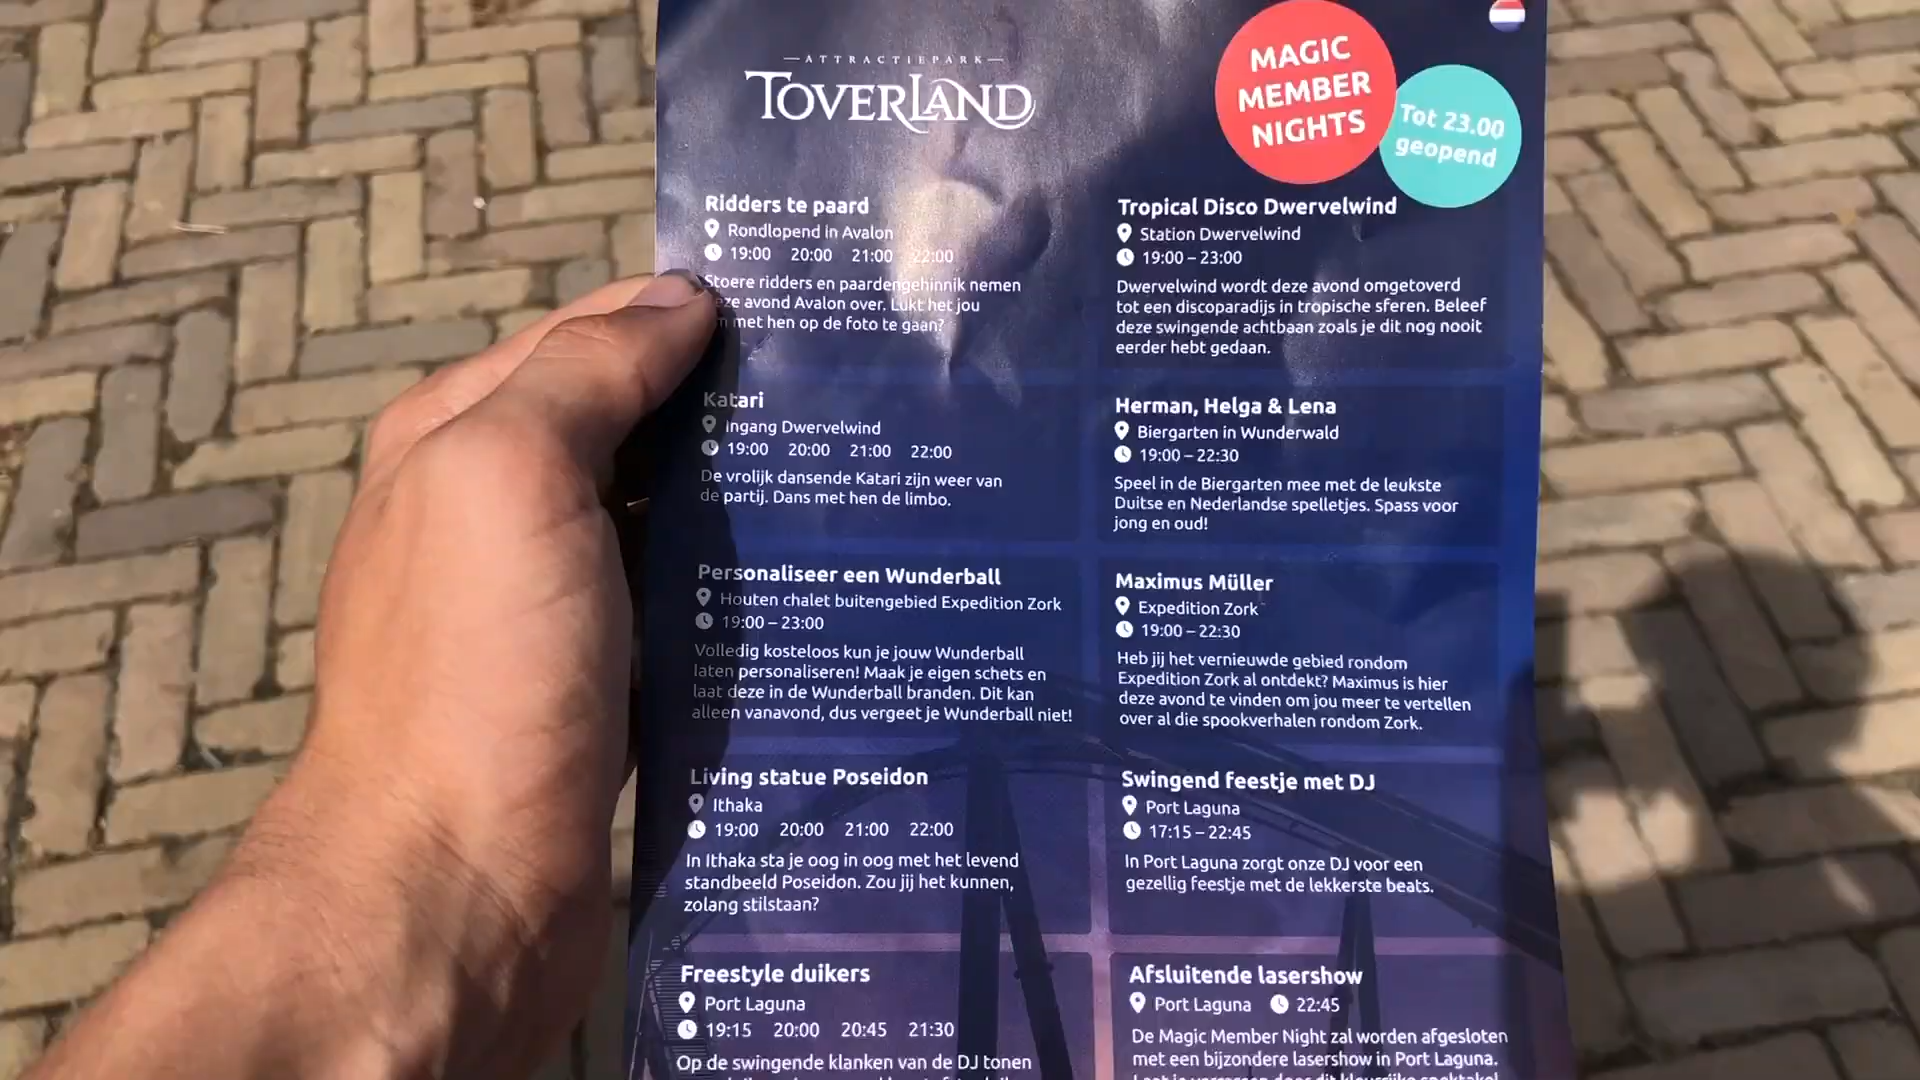 ATTRACTIEPARK
TOVERLAND
MAGIC
MEMBER
NIGHTS
Tot 23.00
geopend
Ridders te paard
Rondlopend in Avalon
19:00 20:00 21:00 22:00
Stoere ridders en paardengehinnik nemen
eze avond Avalon over. Lukt het jou
met hen op de foto te gaan?
Tropical Disco Dwervelwind
Station Dwervelwind
19:00 – 23:00
Dwervelwind wordt deze avond omgetoverd
tot een discoparadijs in tropische sferen. Beleef
deze swingende achtbaan zoals je dit nog nooit
eerder hebt gedaan.
Katari
Ingang Dwervelwind
19:00 20:00 21:00 22:00
De vrolijk dansende Katari zijn weer van
de partij. Dans met hen de limbo.
Herman, Helga & Lena
Biergarten in Wunderwald
19:00 – 22:30
Speel in de Biergarten mee met de leukste
Duitse en Nederlandse spelletjes. Spass voor
jong en oud!
Personaliseer een Wunderball
Houten chalet buitengebied Expedition Zork
19:00 – 23:00
Volledig kosteloos kun je jouw Wunderball
laten personaliseren! Maak je eigen schets en
laat deze in de Wunderball branden. Dit kan
alleen vanavond, dus vergeet je Wunderball niet!
Maximus Müller
Expedition Zork
19:00 – 22:30
Heb jij het vernieuwde gebied rondom
Expedition Zork al ontdekt? Maximus is hier
deze avond te vinden om jou meer te vertellen
over al die spookverhalen rondom Zork.
Living statue Poseidon
Ithaka
19:00 20:00 21:00 22:00
In Ithaka sta je oog in oog met het levend
standbeeld Poseidon. Zou jij het kunnen,
zolang stilstaan?
Swingend feestje met DJ
Port Laguna
17:15 – 22:45
In Port Laguna zorgt onze DJ voor een
gezellig feestje met de lekkerste beats.
Freestyle duikers
Port Laguna
19:15 20:00 20:45 21:30
Op de swingende klanken van de DJ tonen
Afsluitende lasershow
Port Laguna 22:45
De Magic Member Night zal worden afgesloten
met een bijzondere lasershow in Port Laguna.